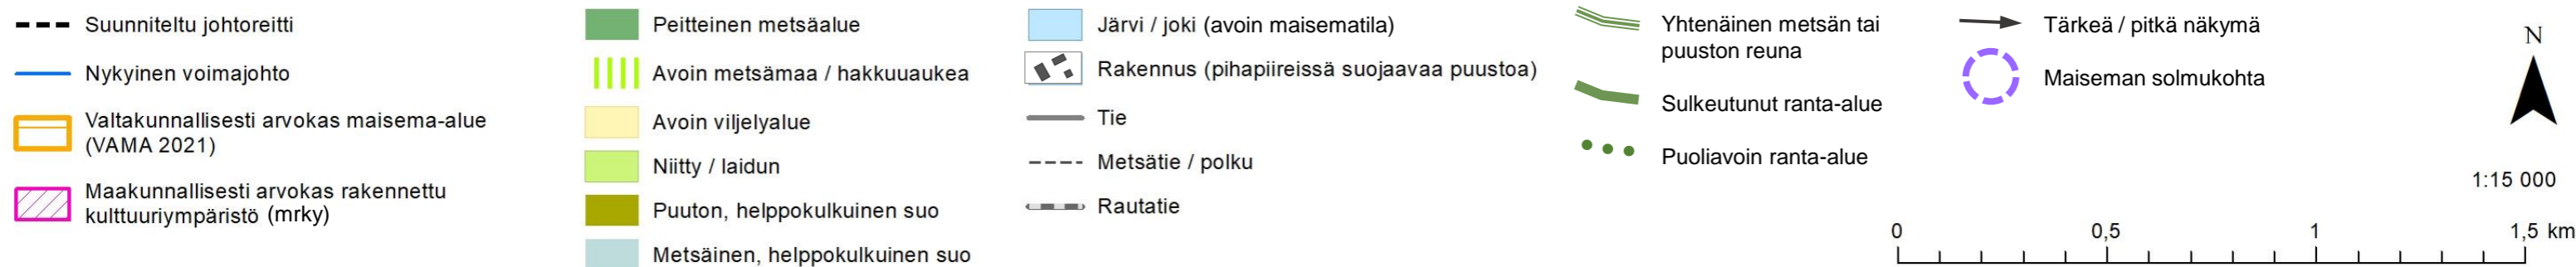 Suunniteltu johtoreitti
Nykyinen voimajohto
Valtakunnallisesti arvokas maisema-alue
(VAMA 2021)
Maakunnallisesti arvokas rakennettu
kulttuuriympäristö (mrky)
Peitteinen metsäalue
Avoin metsämaa / hakkuuaukea
Avoin viljelyalue
Niitty / laidun
Puuton, helppokulkuinen suo
Metsäinen, helppokulkuinen suo
Järvi / joki (avoin maisematila)
Rakennus (pihapiireissä suojaavaa puustoa)
Tie
Metsätie / polku
Rautatie
Yhtenäinen metsän tai
puuston reuna
Sulkeutunut ranta-alue
Puoliavoin ranta-alue
Tärkeä / pitkä näkymä
Maiseman solmukohta
N
1:15 000
0 0,5 1 1,5 km